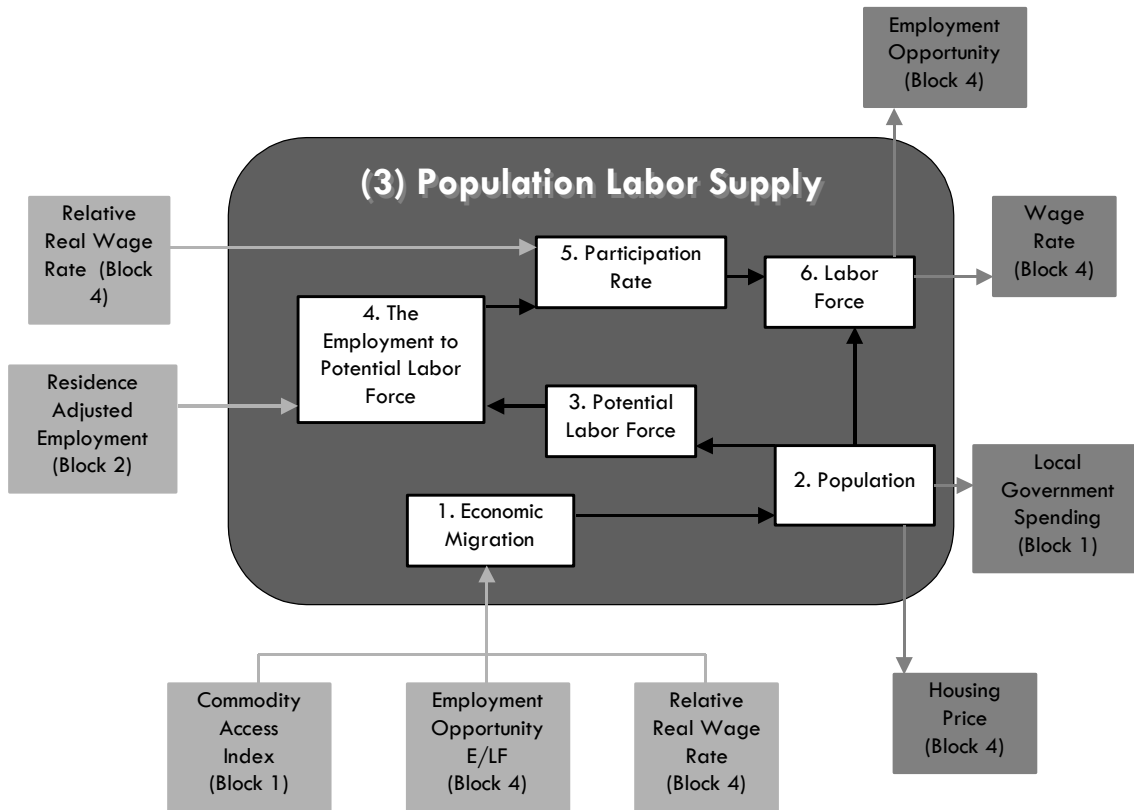 Employment
Opportunity
(Block 4)
(3) Population Labor Supply
Relative
Real Wage
Rate (Block
4)
Wage
Rate
(Block 4)
5. Participation
Rate
6. Labor
Force
4. The
Employment to
Potential Labor
Force
Residence
Adjusted
Employment
(Block 2)
3. Potential
Labor Force
2. Population
Local
Government
Spending
(Block 1)
1. Economic
Migration
Commodity
Access
Index
(Block 1)
Employment
Opportunity
E/LF
(Block 4)
Relative
Real Wage
Rate
(Block 4)
Housing
Price
(Block 4)